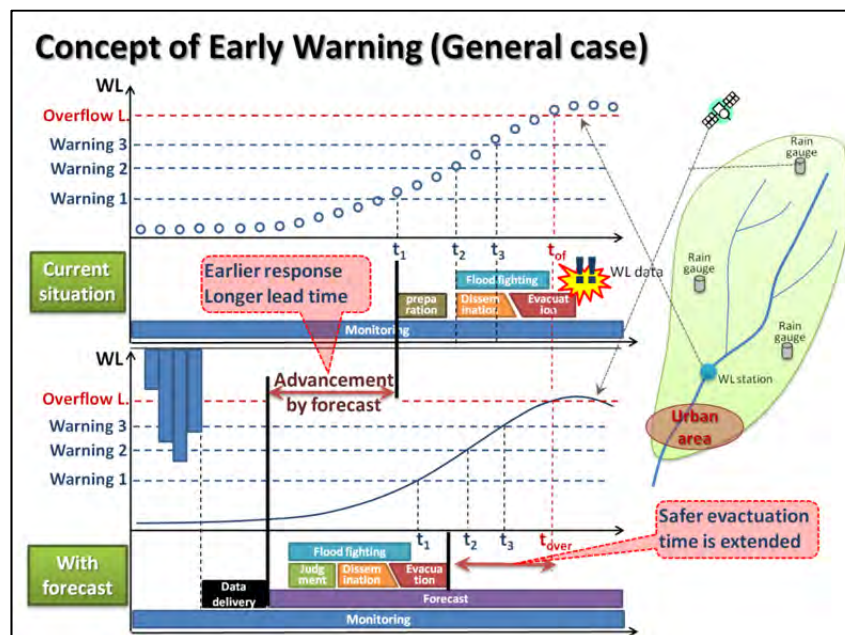 Concept of Early Warning (General case)
WL
Overflow L.
Warning 3
Warning 2
Warning 1
t1
t2
t3
tof
!!
WL data
Current
situation
Earlier response
Longer lead time
Flood fighting
prepa
ration
Dissem
ination
Evacuat
ion
Monitoring
WL
Overflow L.
Warning 3
Warning 2
Warning 1
Advancement
by forecast
t1
t2
t3
tover
Safer evactuation
time is extended
With
forecast
Flood fighting
Judg
ment
Dissem
ination
Evacua
tion
Data
delivery
Forecast
Monitoring
Rain
gauge
Rain
gauge
Rain
gauge
WL station
Urban
area